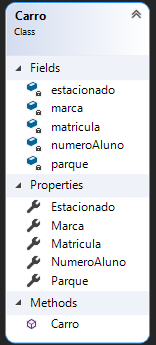 Carro
Class
Fields
estacionado
marca
matricula
numeroAluno
parque
Properties
Estacionado
Marca
Matricula
NumeroAluno
Parque
Methods
Carro